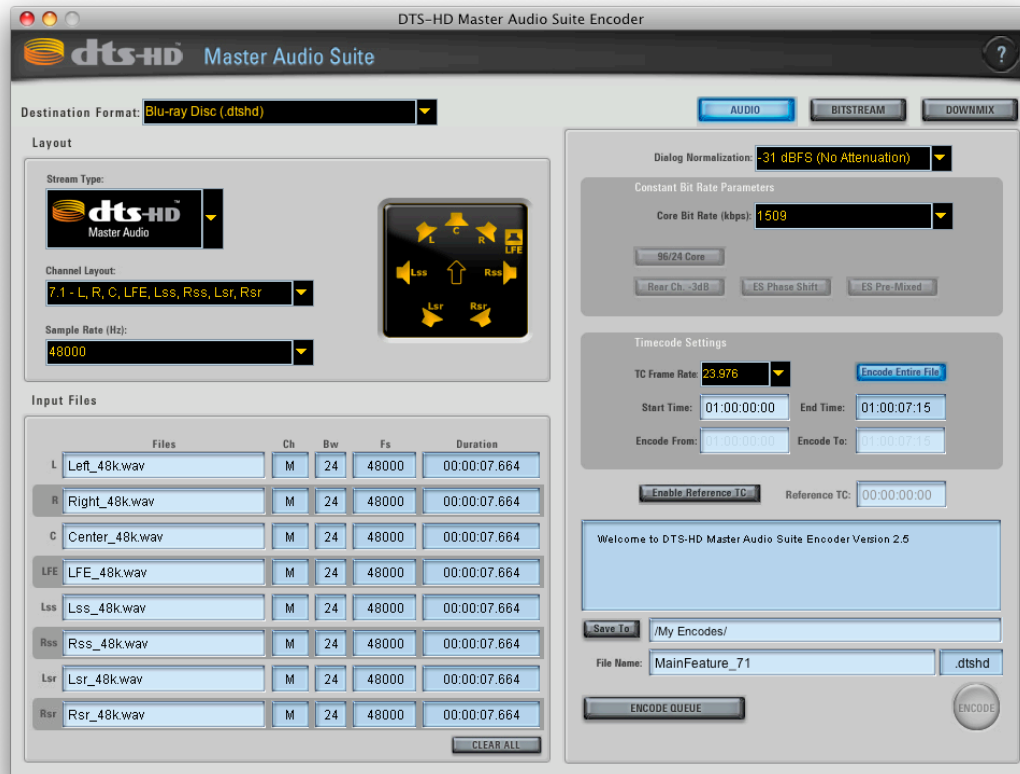 DTS-HD Master Audio Suite Encoder
dts-HD™ Master Audio Suite
?
Destination Format: Blu-ray Disc (.dtshd)
AUDIO
BITSTREAM
DOWNMIX
Layout
Stream Type:
dts-HD™
Master Audio
Channel Layout:
7.1 - L, R, C, LFE, Lss, Rss, Lsr, Rsr
Sample Rate (Hz):
48000
L
C
R
LFE
Lss
Rss
Lsr
Rsr
Dialog Normalization: -31 dBFS (No Attenuation)
Constant Bit Rate Parameters
Core Bit Rate (kbps): 1509
96/24 Core
Rear Ch. -3dB
ES Phase Shift
ES Pre-Mixed
Timecode Settings
TC Frame Rate: 23.976
Encode Entire File
Start Time: 01:00:00:00 End Time: 01:00:07:15
Encode From: 01:00:00:00 Encode To: 01:00:07:15
Enable Reference TC
Reference TC: 00:00:00:00
Input Files
Files Ch Bw Fs Duration
L Left_48k.wav M 24 48000 00:00:07.664
R Right_48k.wav M 24 48000 00:00:07.664
C Center_48k.wav M 24 48000 00:00:07.664
LFE LFE_48k.wav M 24 48000 00:00:07.664
Lss Lss_48k.wav M 24 48000 00:00:07.664
Rss Rss_48k.wav M 24 48000 00:00:07.664
Lsr Lsr_48k.wav M 24 48000 00:00:07.664
Rsr Rsr_48k.wav M 24 48000 00:00:07.664
CLEAR ALL
Welcome to DTS-HD Master Audio Suite Encoder Version 2.5
Save To /My Encodes/
File Name: MainFeature_71 .dtshd
ENCODE QUEUE
ENCODE